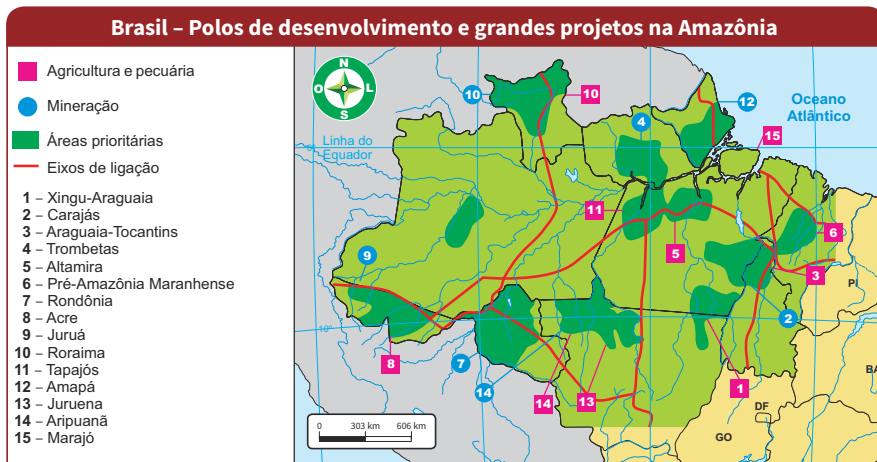 Brasil – Polos de desenvolvimento e grandes projetos na Amazônia
Agricultura e pecuária
Mineração
Áreas prioritárias
Eixos de ligação
1 – Xingu-Araguaia
2 – Carajás
3 – Araguaia-Tocantins
4 – Trombetas
5 – Altamira
6 – Pré-Amazônia Maranhense
7 – Rondônia
8 – Acre
9 – Juruá
10 – Roraima
11 – Tapajós
12 – Amapá
13 – Juruena
14 – Aripuanã
15 – Marajó
N
O L
S
10
10
12
4
15
Oceano
Atlântico
0º
Linha do
Equador
11
6
5
9
3
PI
2
10º
8
7
14
14
13
1
BA
DF
GO
0 303 km 606 km